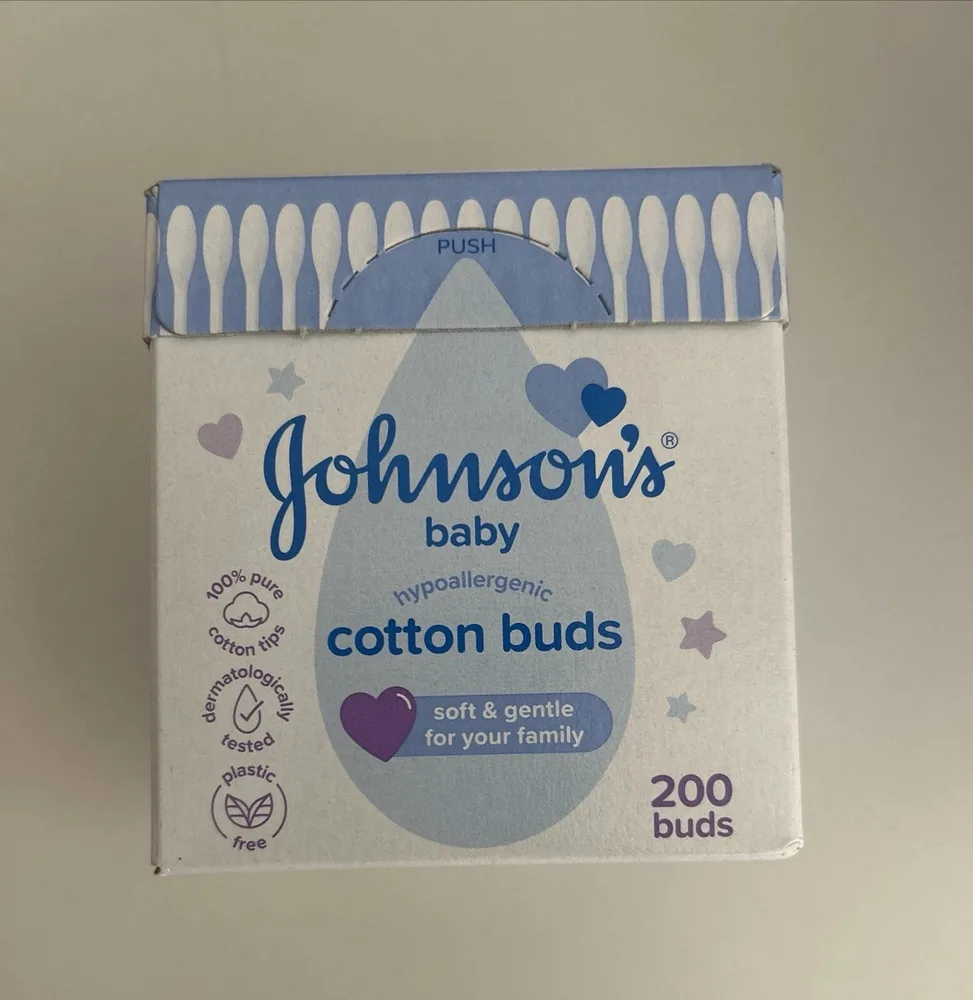 PUSH
Johnson's®
baby
hypoallergenic
cotton buds
soft & gentle
for your family
100% pure
cotton tips
dermatologically
tested
plastic
free
200
buds